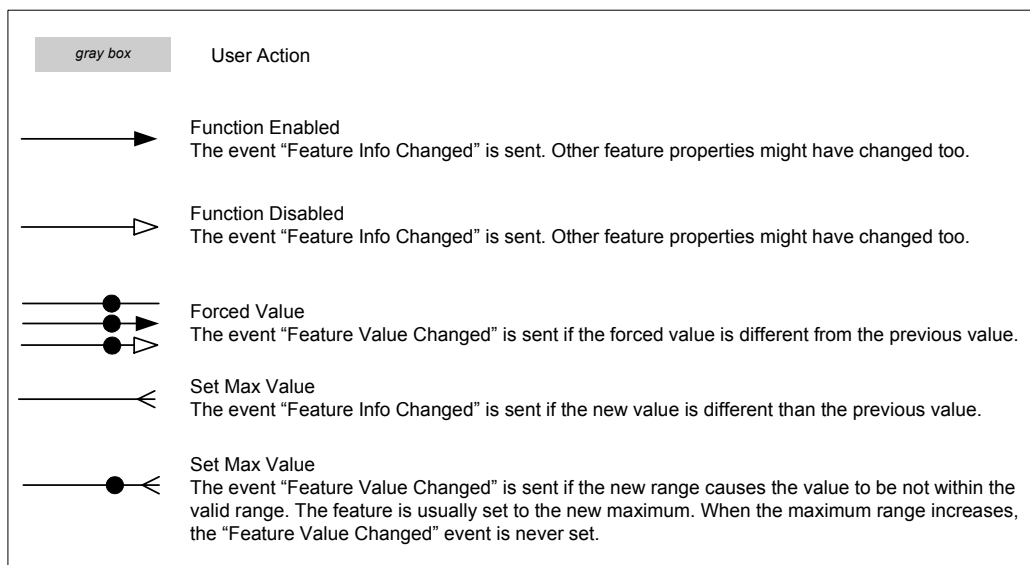 gray box
User Action
Function Enabled
The event “Feature Info Changed” is sent. Other feature properties might have changed too.
Function Disabled
The event “Feature Info Changed” is sent. Other feature properties might have changed too.
Forced Value
The event “Feature Value Changed” is sent if the forced value is different from the previous value.
Set Max Value
The event “Feature Info Changed” is sent if the new value is different than the previous value.
Set Max Value
The event “Feature Value Changed” is sent if the new range causes the value to be not within the
valid range. The feature is usually set to the new maximum. When the maximum range increases,
the “Feature Value Changed” event is never set.